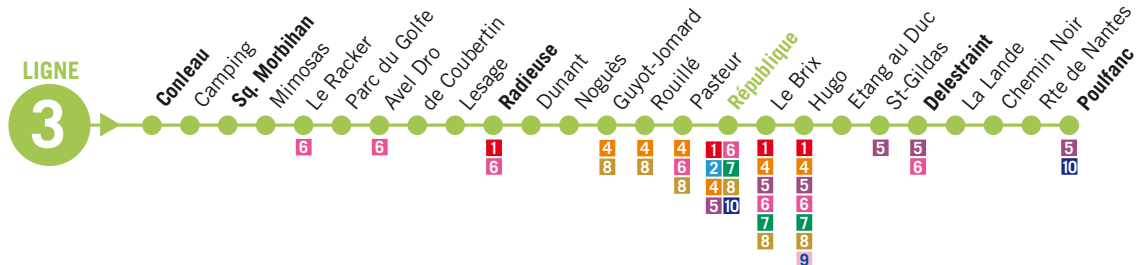 LIGNE
3
Conleau
Camping
Sq. Morbihan
Mimosas
Le Racker
Parc du Golfe
Avel Dro
de Coubertin
Lesage
Radieuse
Dunant
Noguès
Guyot-Jomard
Rouillé
Pasteur
République
Le Brix
Hugo
Etang au Duc
St-Gildas
Delestraint
La Lande
Chemin Noir
Rte de Nantes
Poulfanc
6
6
1
6
4
8
4
8
4
6
8
1 6
2 7
4 8
5 10
1
4
5
6
7
8
1
4
5
6
7
8
9
5
5
6
5
10